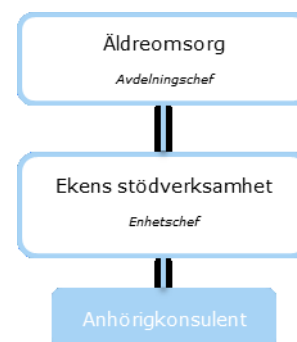 Äldreomsorg
Avdelningschef
Ekens stödverksamhet
Enhetschef
Anhörigkonsulent